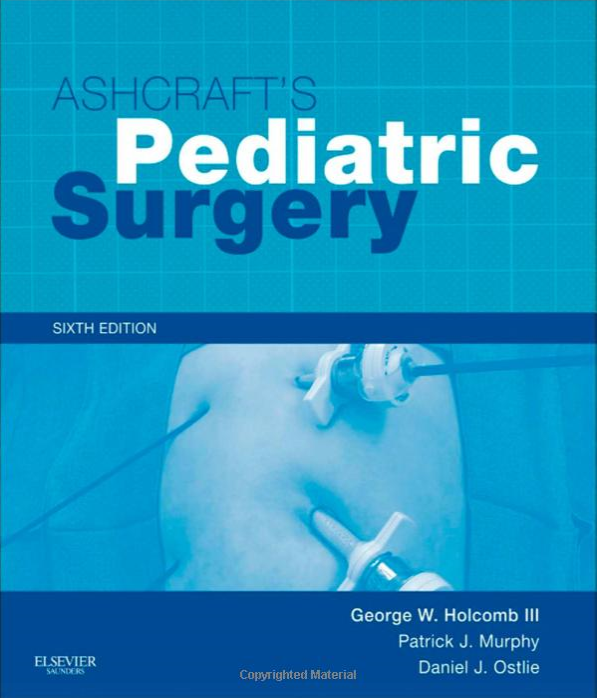 ASHCRAFT'S
Pediatric
Surgery
SIXTH EDITION
George W. Holcomb III
Patrick J. Murphy
Daniel J. Ostlie
ELSEVIER
SAUNDERS
Copyrighted Material